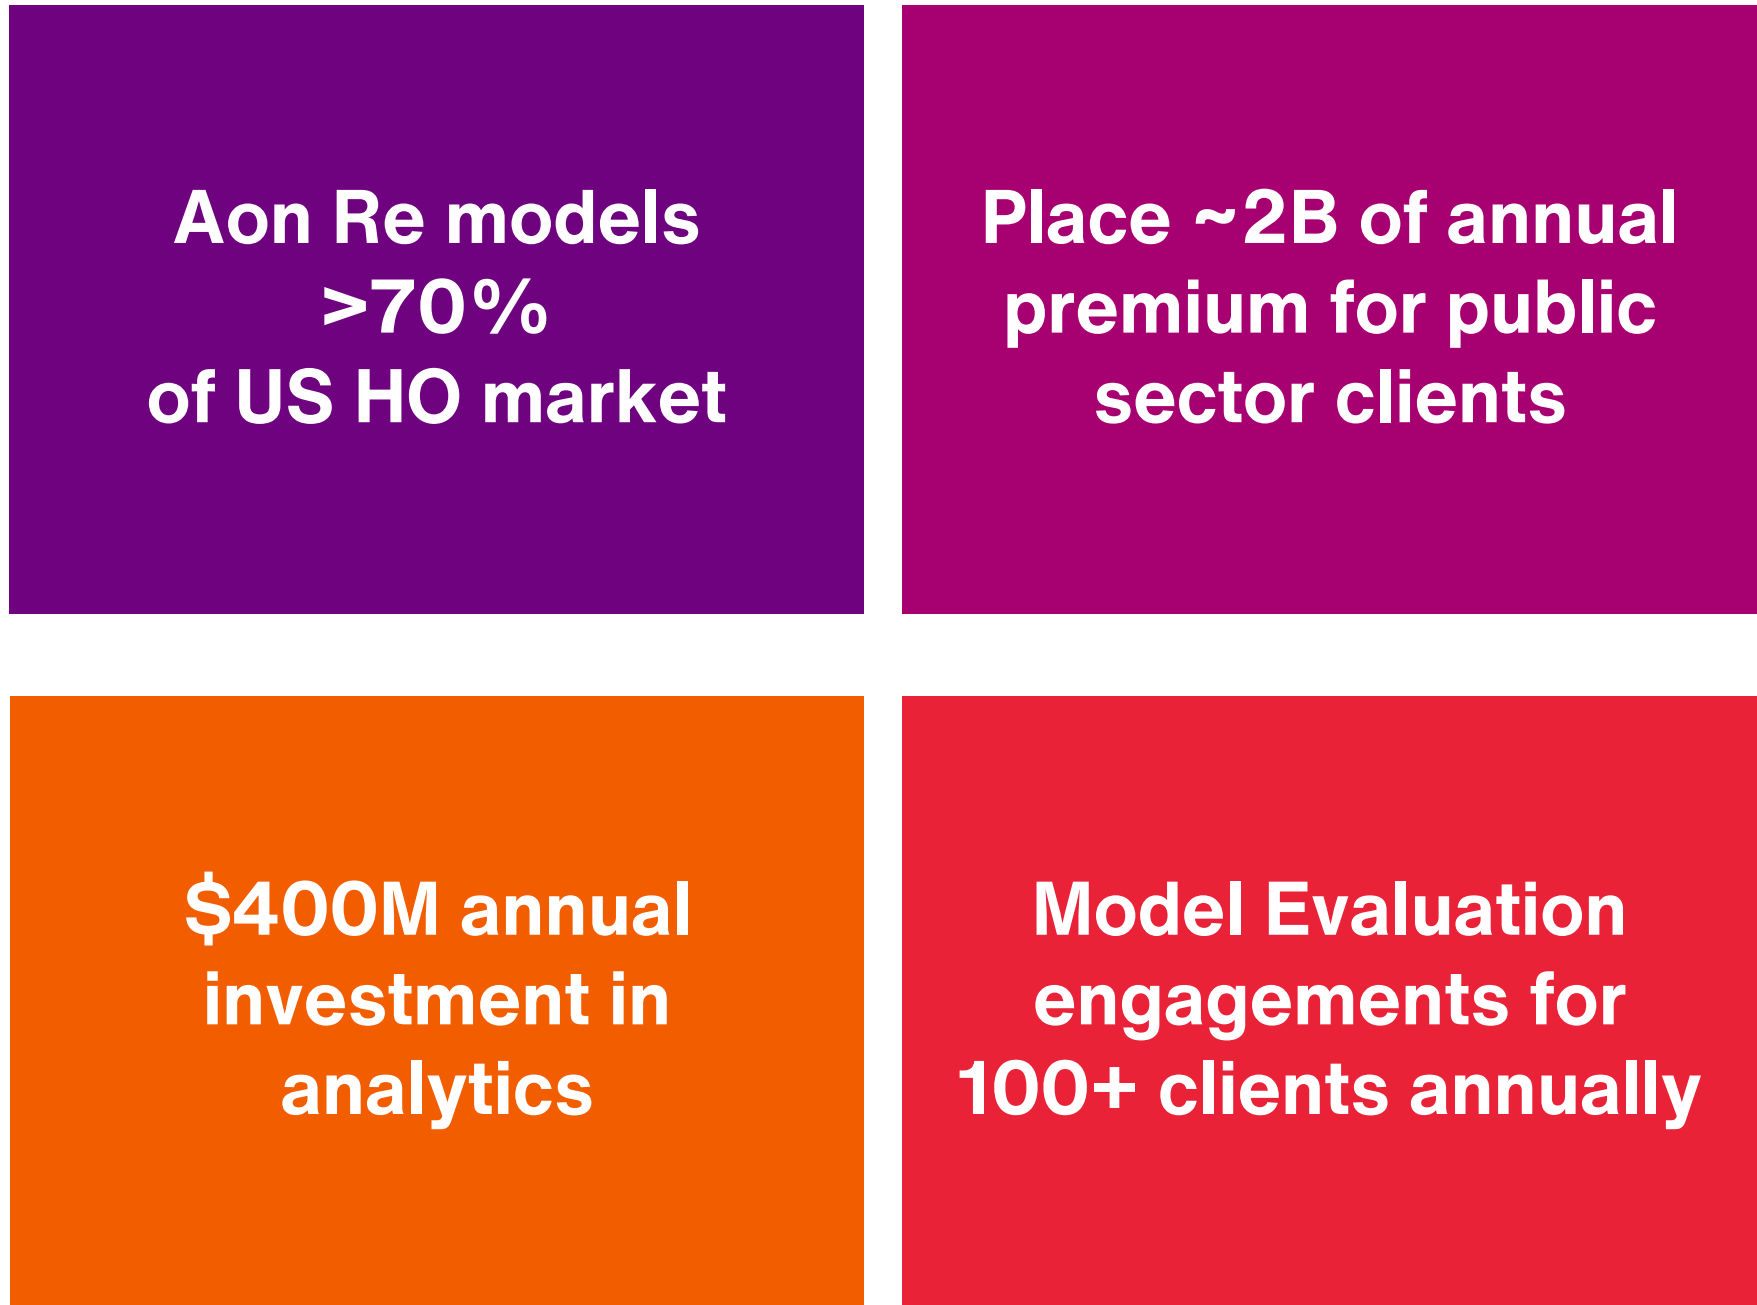 Aon Re models
>70%
of US HO market
Place ~2B of annual
premium for public
sector clients
$400M annual
investment in
analytics
Model Evaluation
engagements for
100+ clients annually